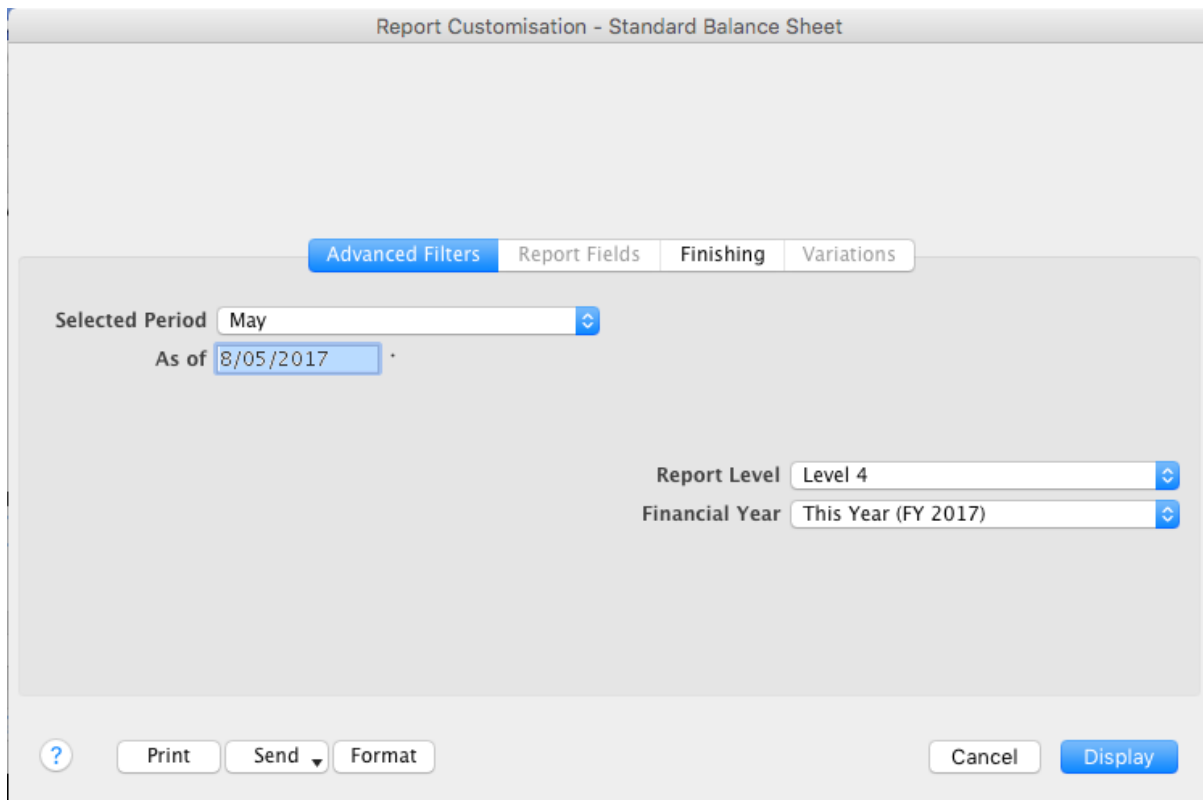 Report Customisation - Standard Balance Sheet
Advanced Filters Report Fields Finishing Variations
Selected Period May
As of 8/05/2017 *
Report Level Level 4
Financial Year This Year (FY 2017)
? Print Send Format Cancel Display